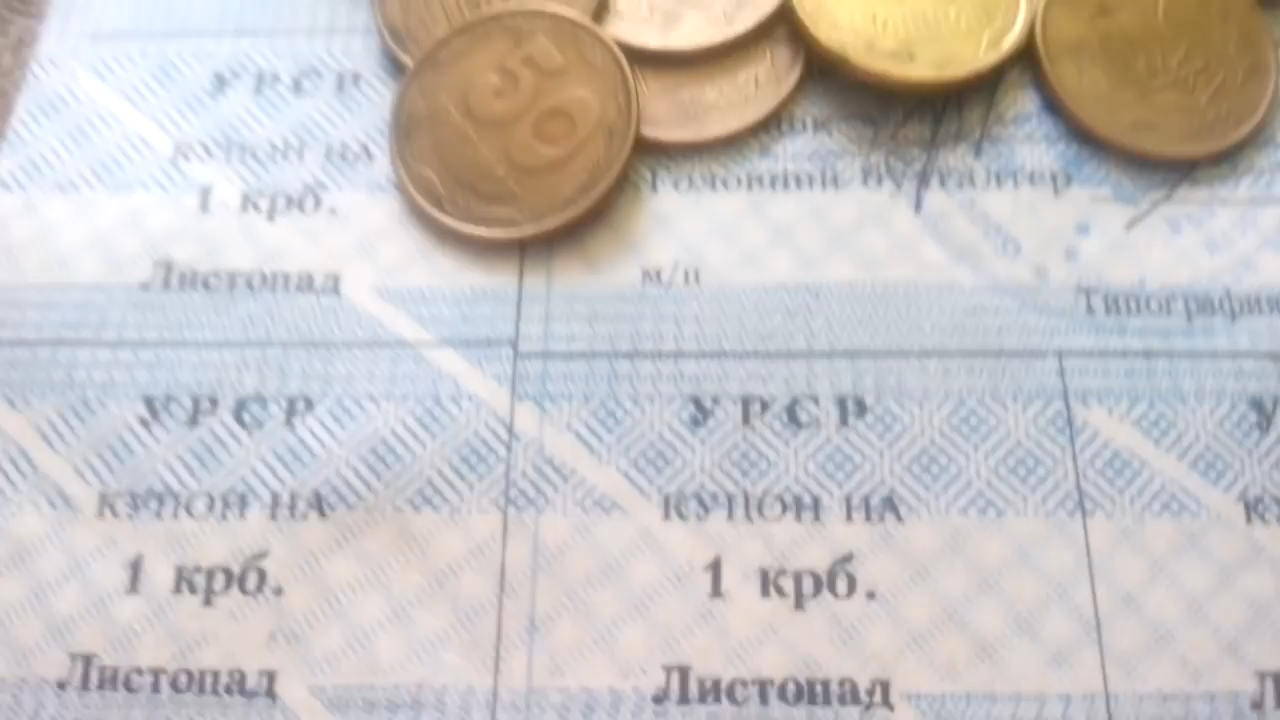 УРСР
КУПОН НА
1 крб.
Листопад
50
Головний бухгалтер
м/п
Типография
УРСР
КУПОН НА
1 крб.
Листопад
УРСР
КУПОН НА
1 крб.
Листопад